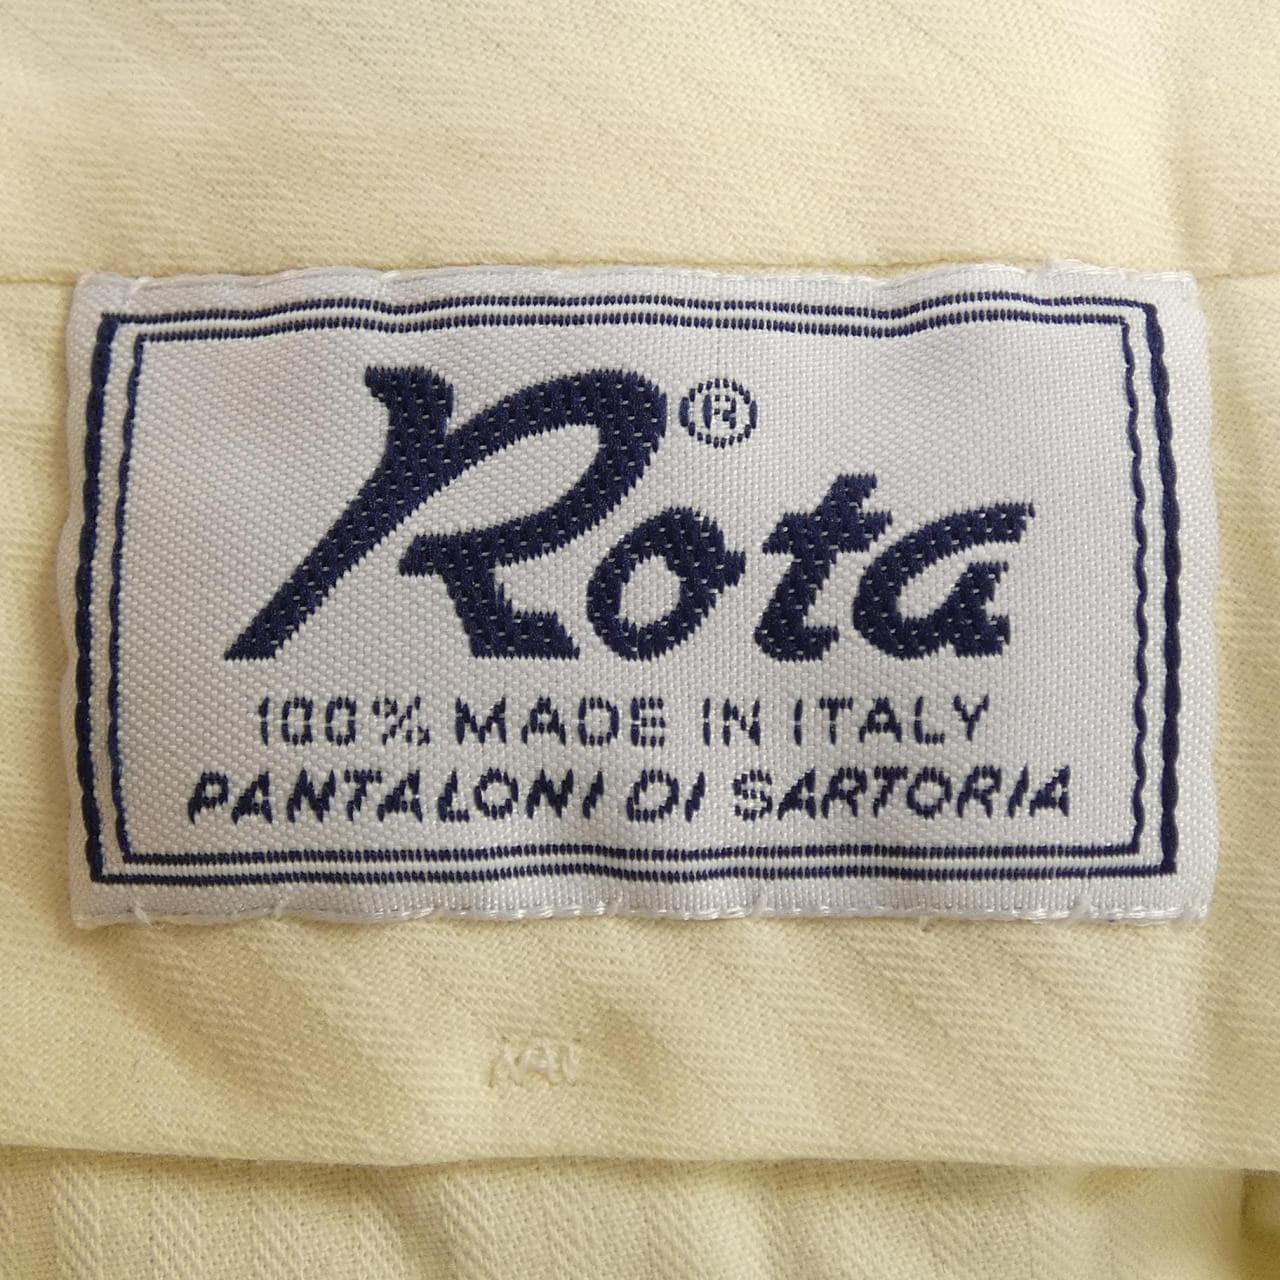 Rota®
100% MADE IN ITALY
PANTALONI DI SARTORIA